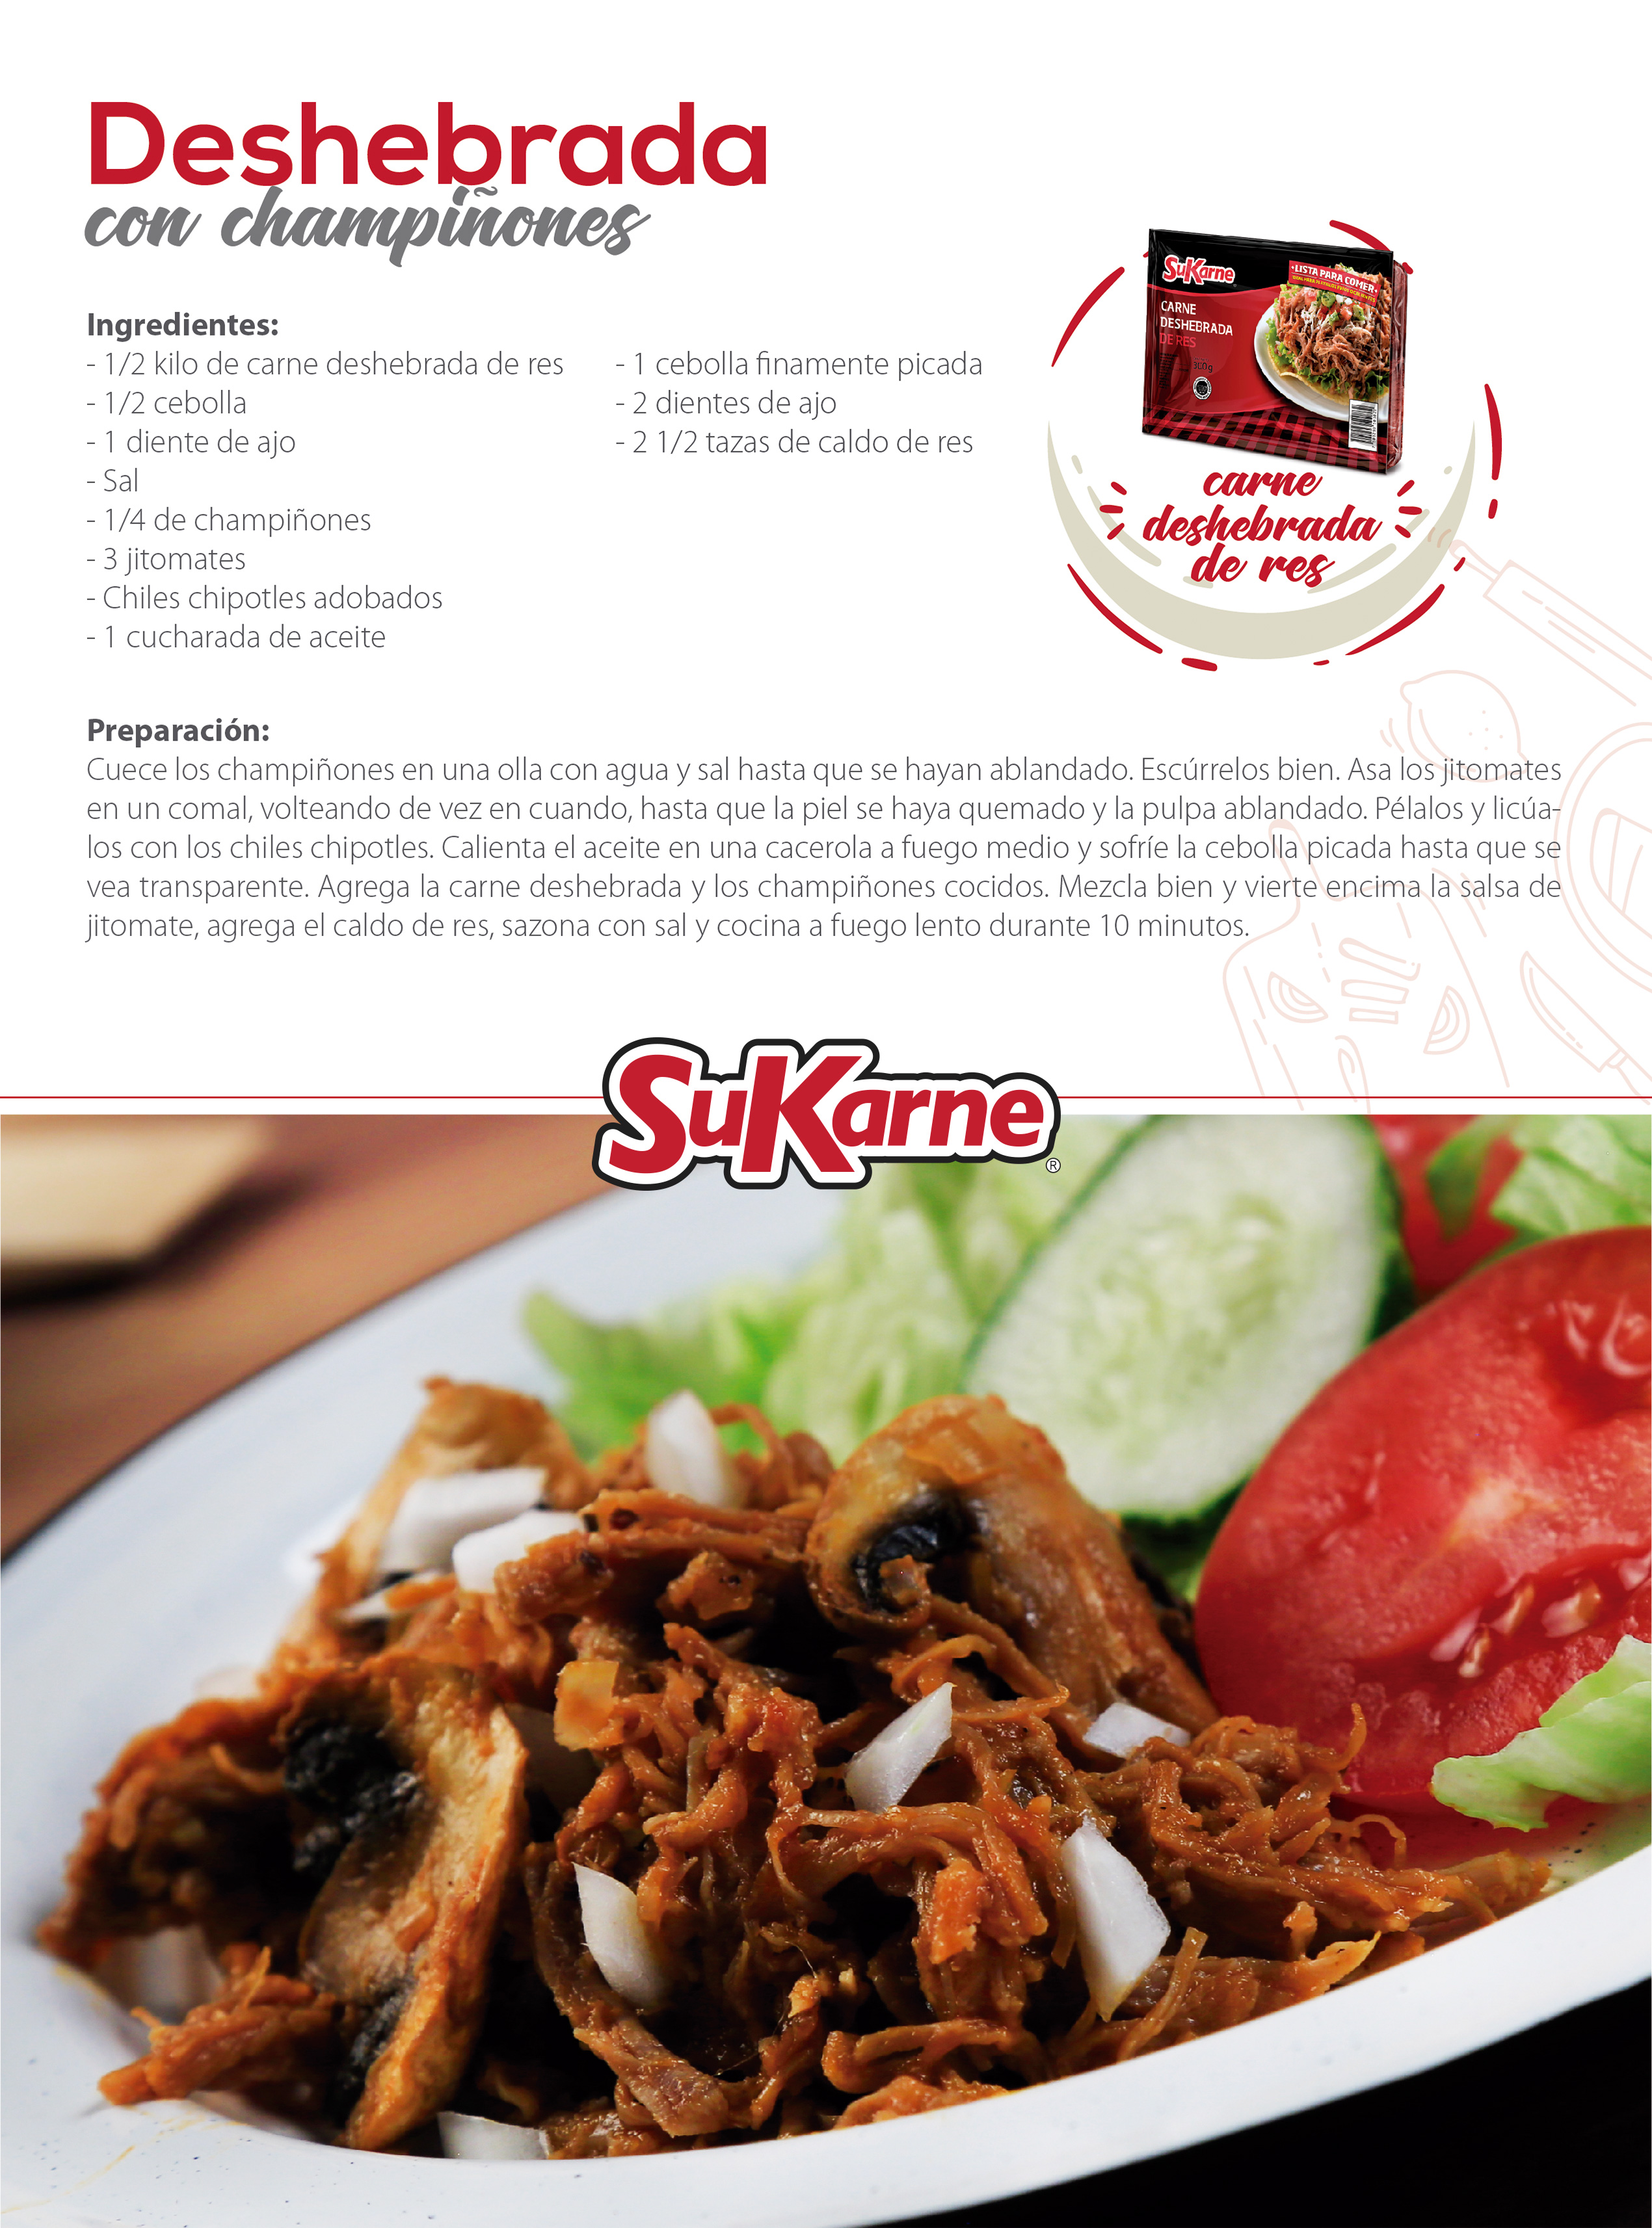 Deshebrada
con champiñones
Ingredientes:
- 1/2 kilo de carne deshebrada de res
- 1/2 cebolla
- 1 diente de ajo
- Sal
- 1/4 de champiñones
- 3 jitomates
- Chiles chipotles adobados
- 1 cucharada de aceite
- 1 cebolla finamente picada
- 2 dientes de ajo
- 2 1/2 tazas de caldo de res
SuKarne
•LISTA PARA COMER•
CARNE
DESHEBRADA
DE RES
carne
deshebrada
de res
Preparación:
Cuece los champiñones en una olla con agua y sal hasta que se hayan ablandado. Escúrrelos bien. Asa los jitomates
en un comal, volteando de vez en cuando, hasta que la piel se haya quemado y la pulpa ablandado. Pélalos y licúa-
los con los chiles chipotles. Calienta el aceite en una cacerola a fuego medio y sofríe la cebolla picada hasta que se
vea transparente. Agrega la carne deshebrada y los champiñones cocidos. Mezcla bien y vierte encima la salsa de
jitomate, agrega el caldo de res, sazona con sal y cocina a fuego lento durante 10 minutos.
SuKarne
®